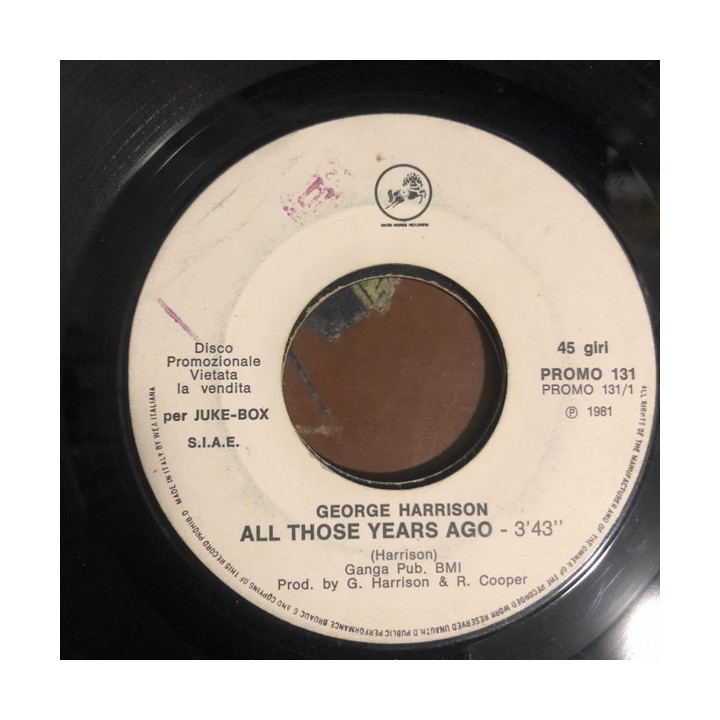 DARK HORSE RECORDS
Disco
Promozionale
Vietata
la vendita
per JUKE-BOX
S.I.A.E.
45 giri
PROMO 131
PROMO 131/1
℗ 1981
GEORGE HARRISON
ALL THOSE YEARS AGO - 3'43"
(Harrison)
Ganga Pub. BMI
Prod. by G. Harrison & R. Cooper
MADE IN ITALY BY WEA ITALIANA
ALL RIGHTS OF THE MANUFACTURER AND OF THE OWNER OF THE RECORDED WORK RESERVED UNAUTH.D PUBLIC PERFORMANCE BROADC.G AND COPYING OF THIS RECORD PROHIB.D